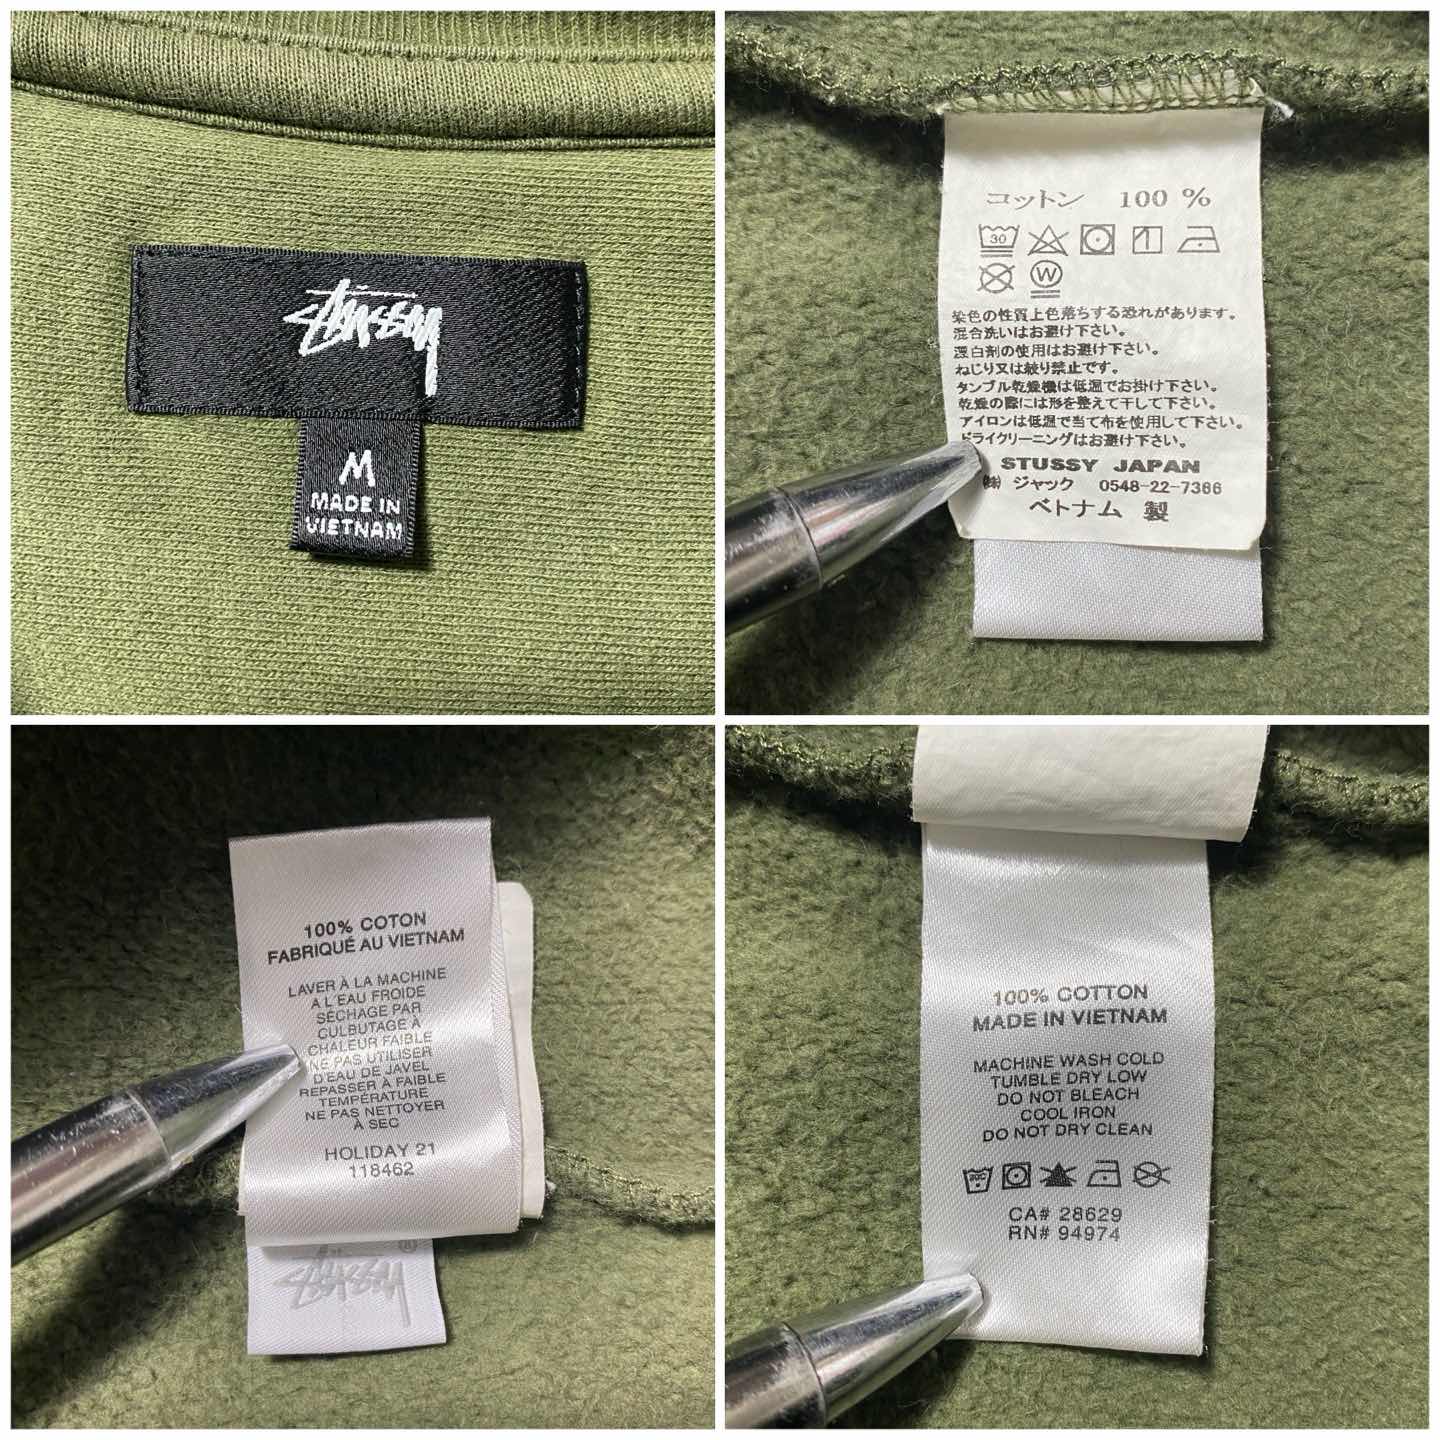 Stüssy
M
MADE IN
VIETNAM
コットン 100 %
30
W
染色の性質上色落ちする恐れがあります。
混合洗いはお避け下さい。
漂白剤の使用はお避け下さい。
ねじり又は絞り禁止です。
タンブル乾燥機は低温でお掛け下さい。
乾燥の際には形を整えて干して下さい。
アイロンは低温で当て布を使用して下さい。
ドライクリーニングはお避け下さい。
STUSSY JAPAN
㈱ ジャック 0548-22-7366
ベトナム 製
100% COTON
FABRIQUÉ AU VIETNAM
LAVER À LA MACHINE
A L'EAU FROIDE
SÉCHAGE PAR
CULBUTAGE À
CHALEUR FAIBLE
NE PAS UTILISER
D'EAU DE JAVEL
REPASSER À FAIBLE
TEMPÉRATURE
NE PAS NETTOYER
À SEC
HOLIDAY 21
118462
Stüssy ®
100% COTTON
MADE IN VIETNAM
MACHINE WASH COLD
TUMBLE DRY LOW
DO NOT BLEACH
COOL IRON
DO NOT DRY CLEAN
30C
CA# 28629
RN# 94974